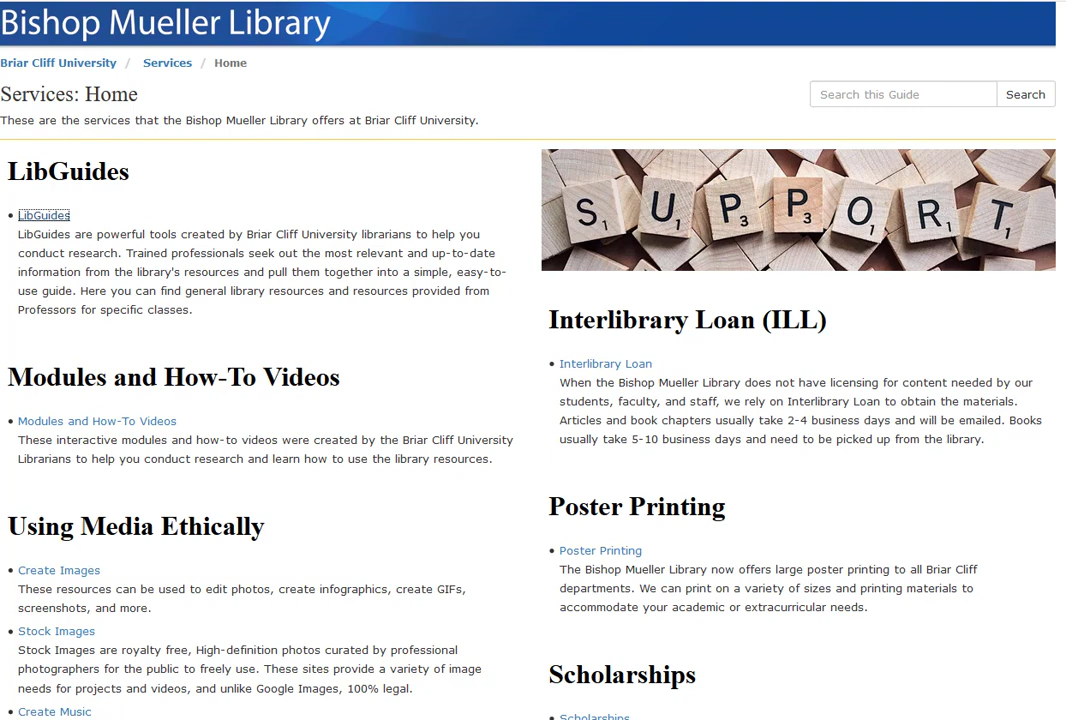 Bishop Mueller Library
Briar Cliff University / Services / Home
Services: Home
Search this Guide Search
These are the services that the Bishop Mueller Library offers at Briar Cliff University.
LibGuides
• LibGuides
LibGuides are powerful tools created by Briar Cliff University librarians to help you
conduct research. Trained professionals seek out the most relevant and up-to-date
information from the library's resources and pull them together into a simple, easy-to-
use guide. Here you can find general library resources and resources provided from
Professors for specific classes.
Modules and How-To Videos
• Modules and How-To Videos
These interactive modules and how-to videos were created by the Briar Cliff University
Librarians to help you conduct research and learn how to use the library resources.
Using Media Ethically
• Create Images
These resources can be used to edit photos, create infographics, create GIFs,
screenshots, and more.
• Stock Images
Stock Images are royalty free, High-definition photos curated by professional
photographers for the public to freely use. These sites provide a variety of image
needs for projects and videos, and unlike Google Images, 100% legal.
• Create Music
S1 U1 P3 P3 O1 R1 T1
Interlibrary Loan (ILL)
• Interlibrary Loan
When the Bishop Mueller Library does not have licensing for content needed by our
students, faculty, and staff, we rely on Interlibrary Loan to obtain the materials.
Articles and book chapters usually take 2-4 business days and will be emailed. Books
usually take 5-10 business days and need to be picked up from the library.
Poster Printing
• Poster Printing
The Bishop Mueller Library now offers large poster printing to all Briar Cliff
departments. We can print on a variety of sizes and printing materials to
accommodate your academic or extracurricular needs.
Scholarships
• Scholarships